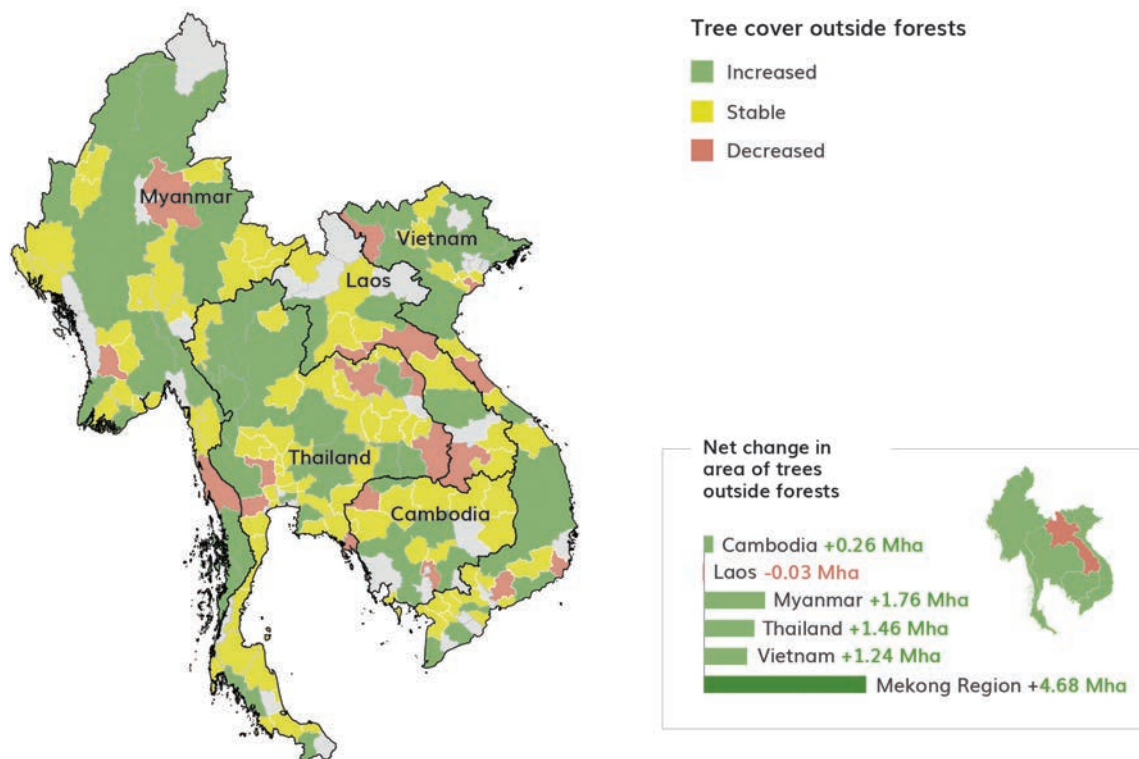 Tree cover outside forests
Increased
Stable
Decreased
Myanmar
Vietnam
Laos
Thailand
Cambodia
Net change in
area of trees
outside forests
Cambodia +0.26 Mha
Laos -0.03 Mha
Myanmar +1.76 Mha
Thailand +1.46 Mha
Vietnam +1.24 Mha
Mekong Region +4.68 Mha